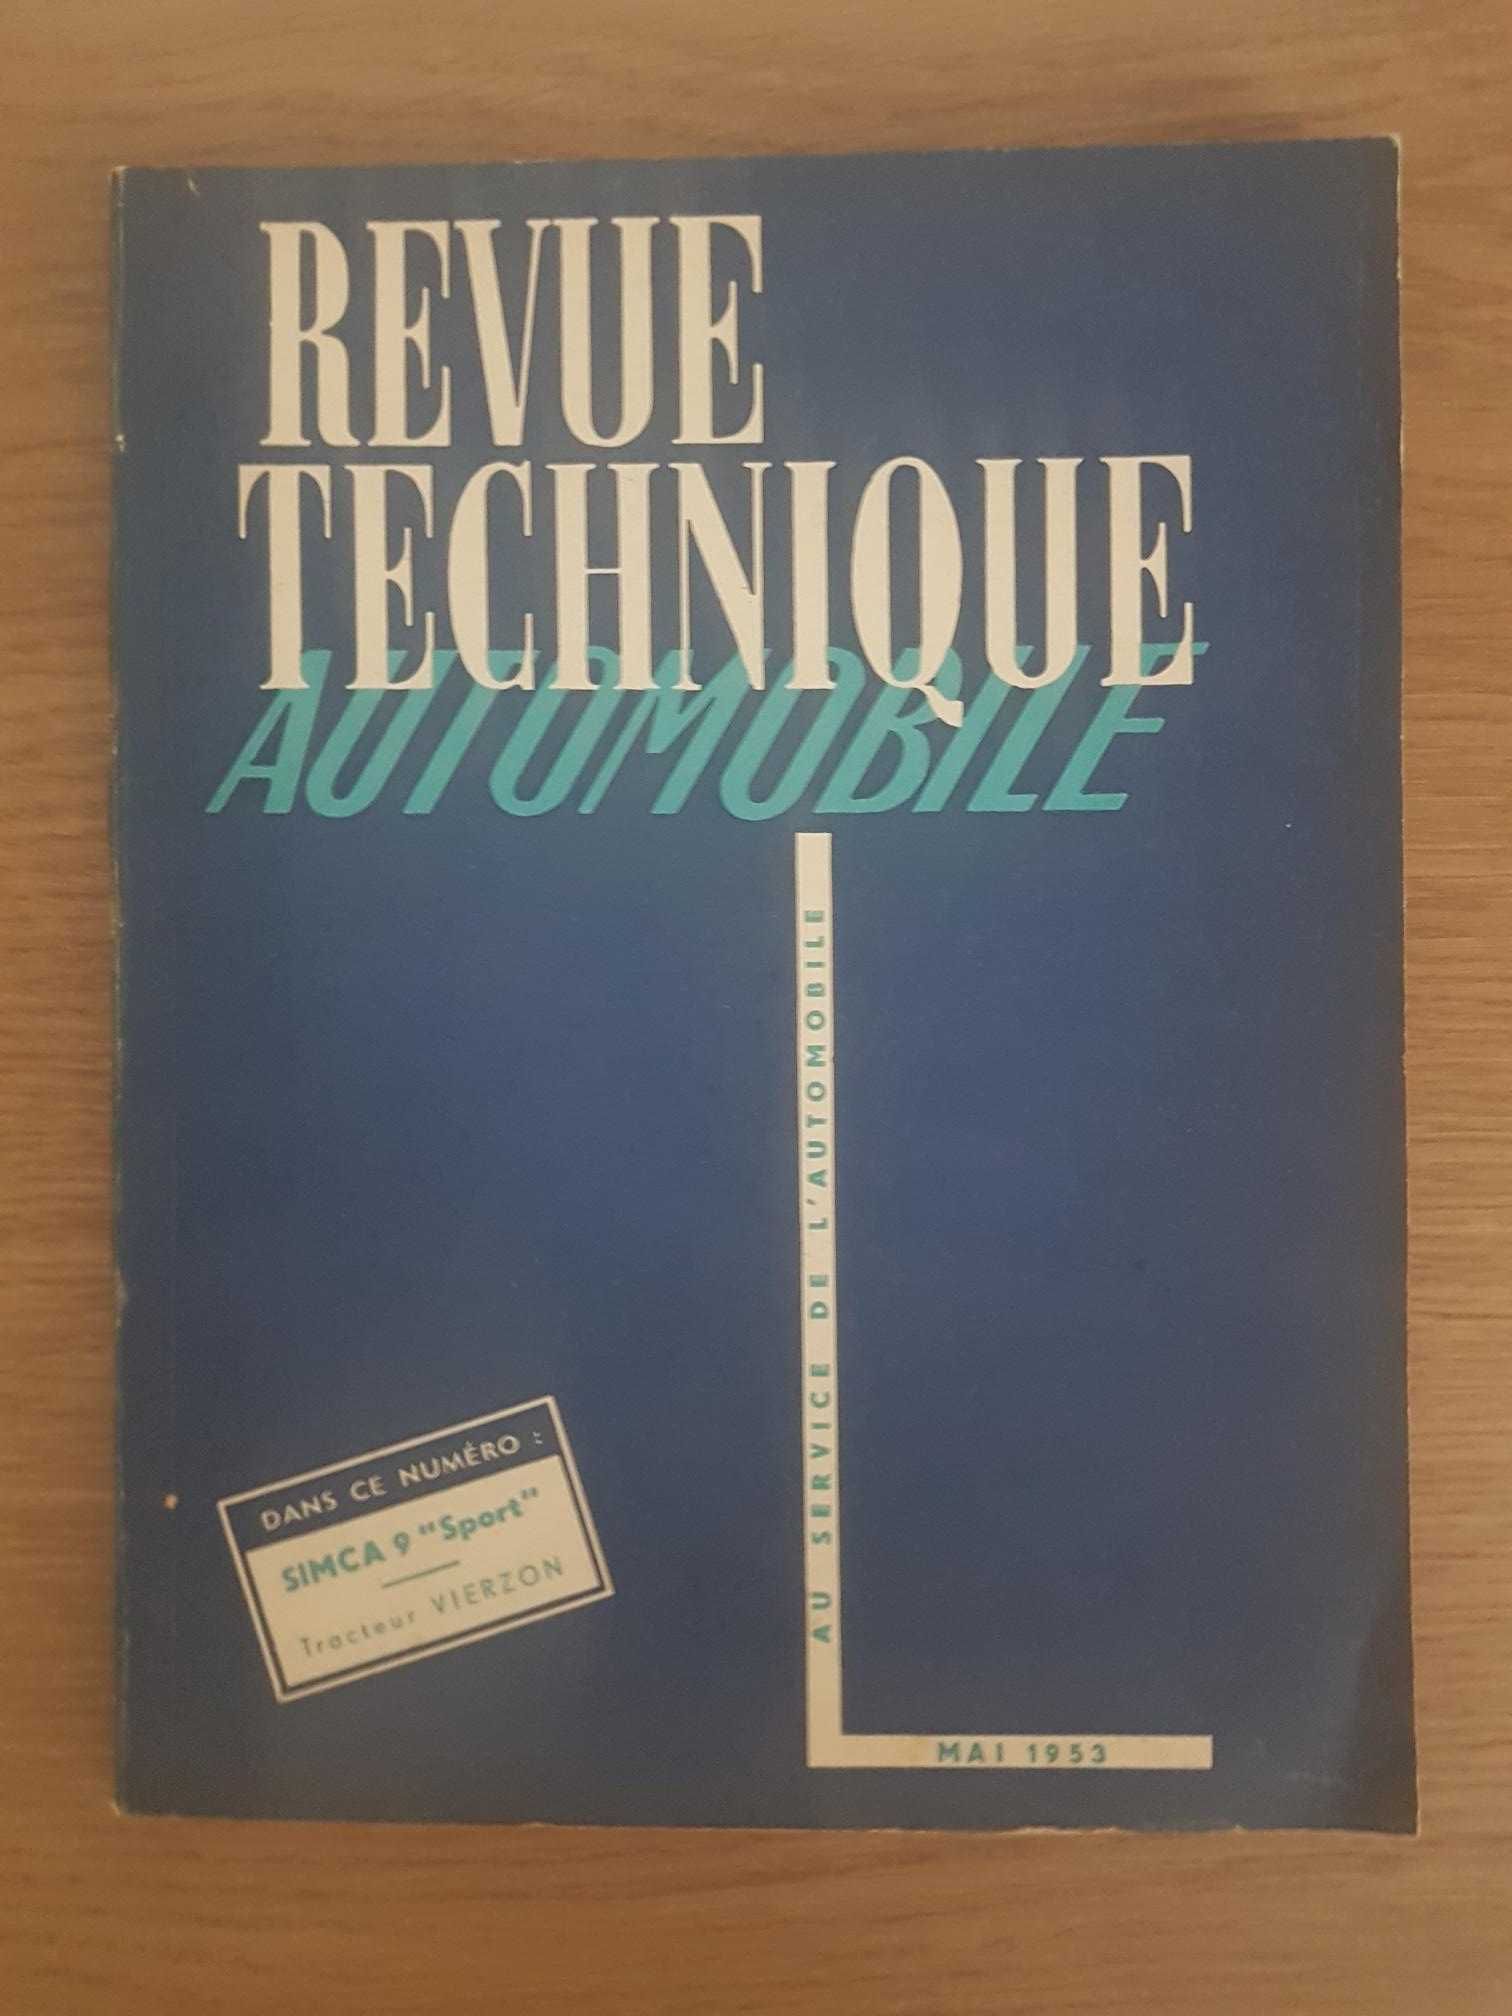 REVUE
TECHNIQUE
AUTOMOBILE
AU SERVICE DE L'AUTOMOBILE
DANS CE NUMÉRO :
SIMCA 9 "Sport"
Tracteur VIERZON
MAI 1953